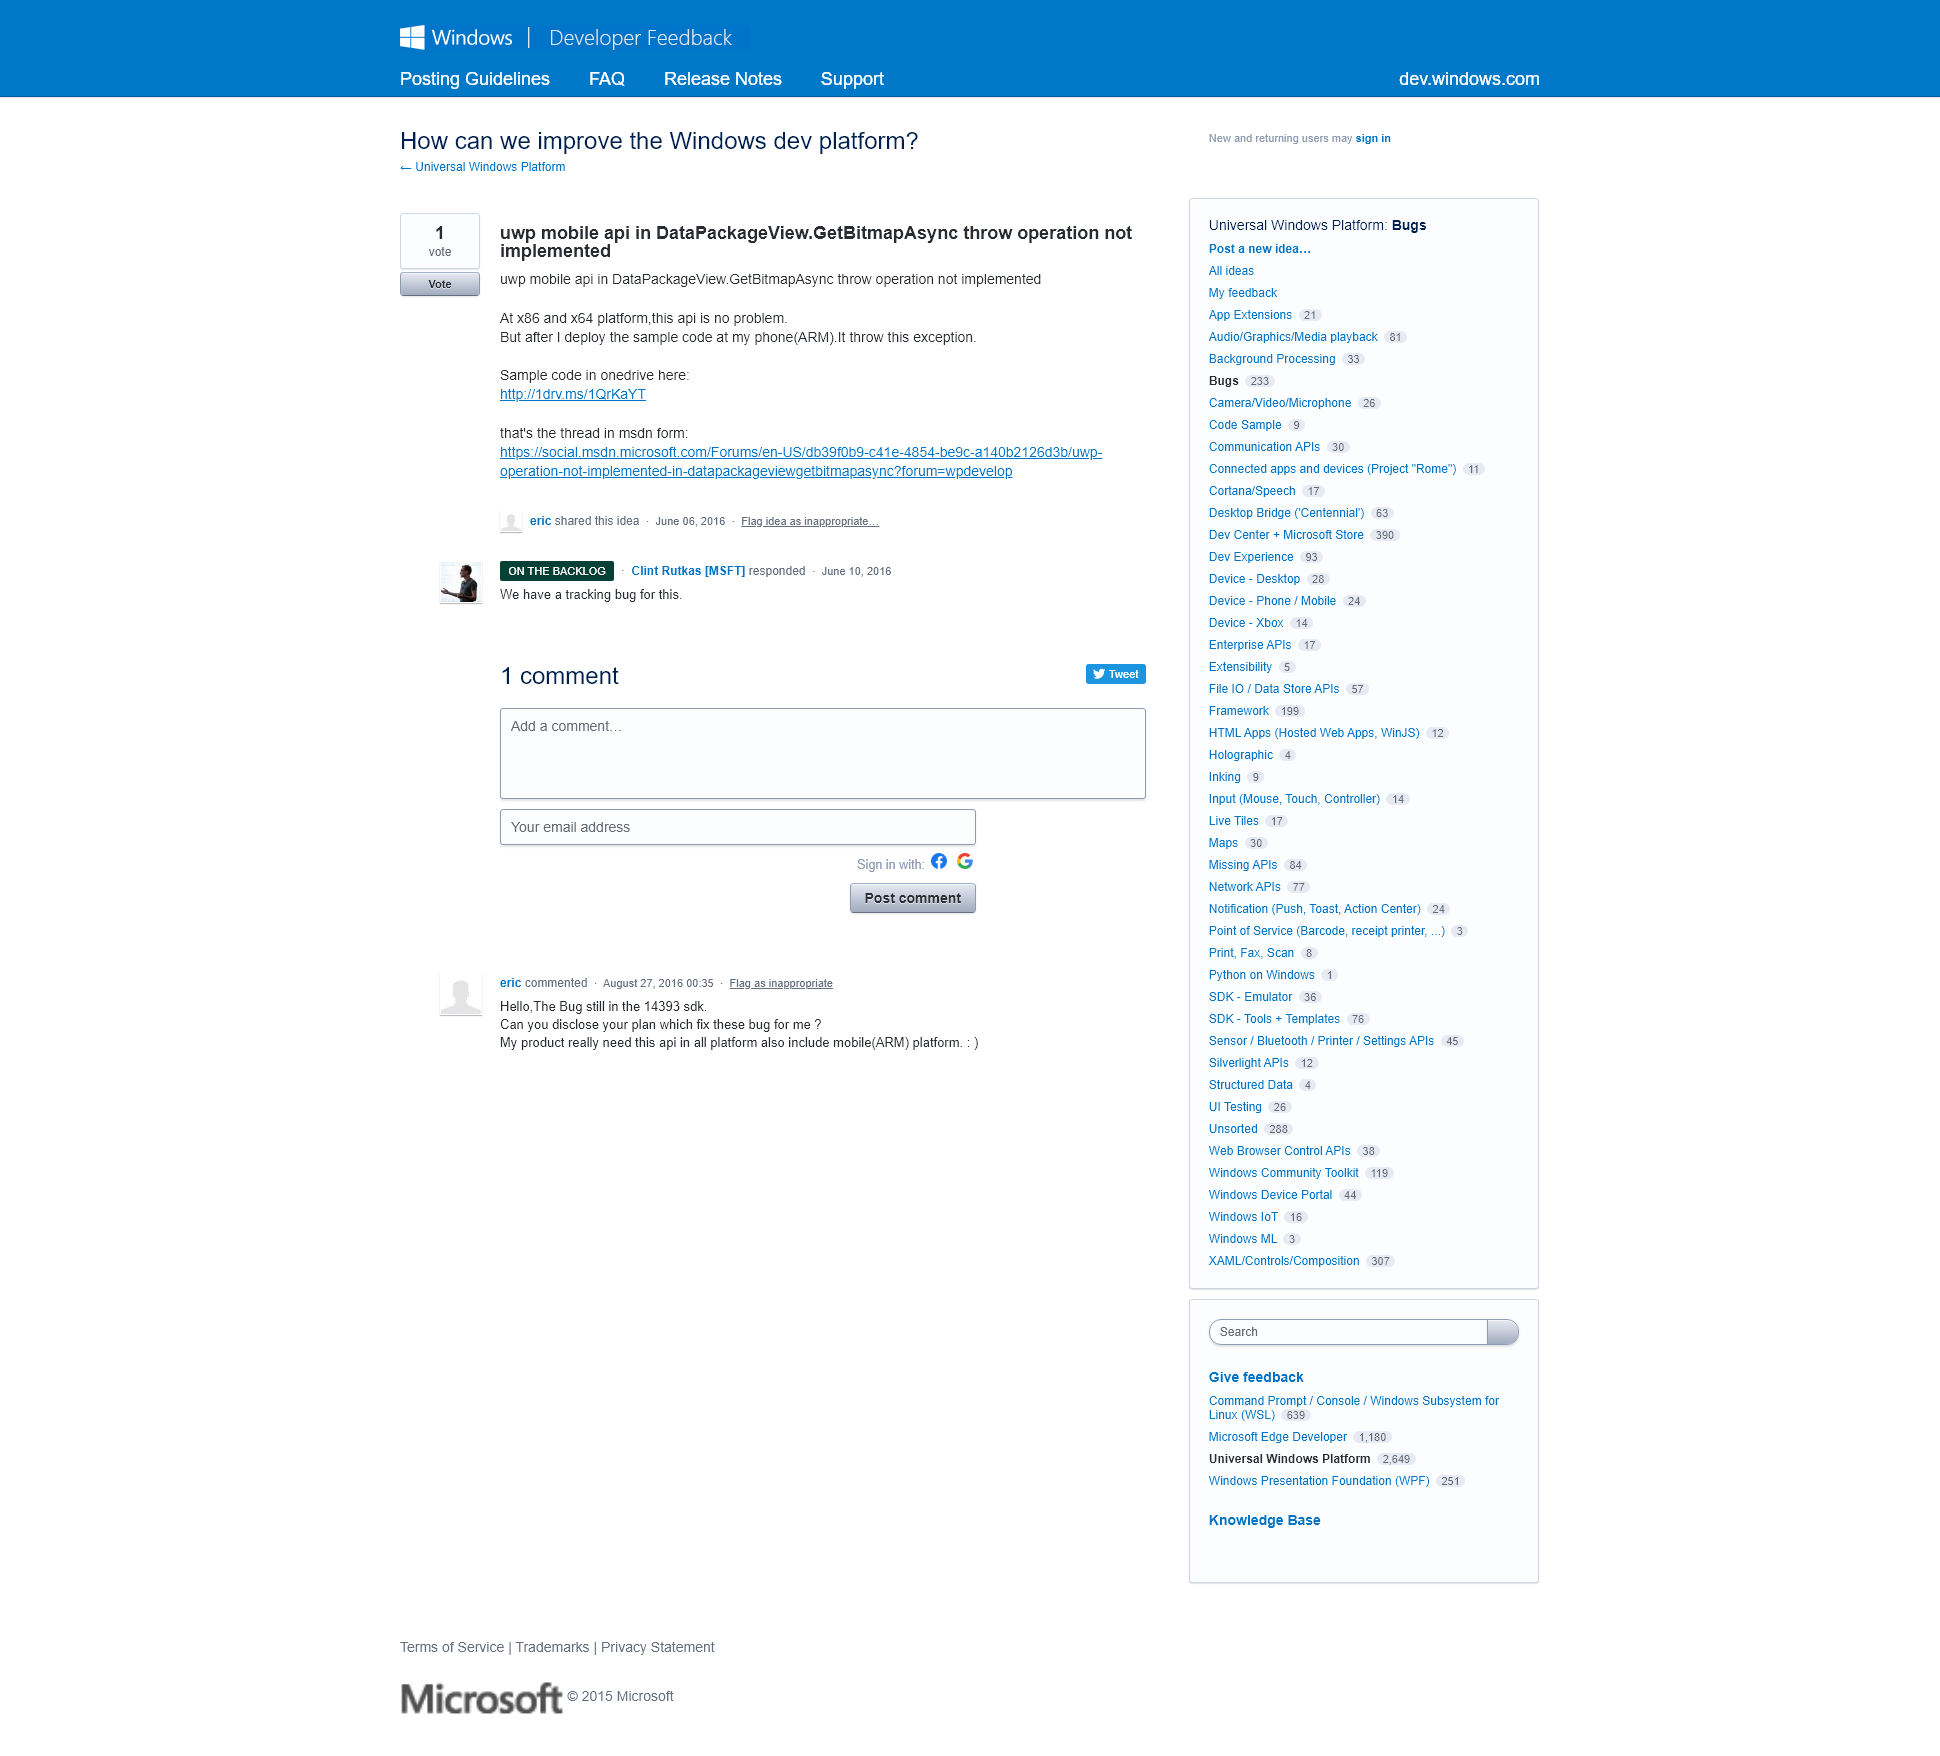 Windows | Developer Feedback
Posting Guidelines FAQ Release Notes Support dev.windows.com
How can we improve the Windows dev platform?
← Universal Windows Platform
New and returning users may sign in
1
vote
Vote
uwp mobile api in DataPackageView.GetBitmapAsync throw operation not
implemented
uwp mobile api in DataPackageView.GetBitmapAsync throw operation not implemented
At x86 and x64 platform,this api is no problem.
But after I deploy the sample code at my phone(ARM).It throw this exception.
Sample code in onedrive here:
http://1drv.ms/1QrKaYT
that's the thread in msdn form:
https://social.msdn.microsoft.com/Forums/en-US/db39f0b9-c41e-4854-be9c-a140b2126d3b/uwp-
operation-not-implemented-in-datapackageviewgetbitmapasync?forum=wpdevelop
eric shared this idea · June 06, 2016 · Flag idea as inappropriate…
ON THE BACKLOG · Clint Rutkas [MSFT] responded · June 10, 2016
We have a tracking bug for this.
1 comment
Tweet
Add a comment…
Your email address
Sign in with:
Post comment
eric commented · August 27, 2016 00:35 · Flag as inappropriate
Hello,The Bug still in the 14393 sdk.
Can you disclose your plan which fix these bug for me ?
My product really need this api in all platform also include mobile(ARM) platform. : )
Universal Windows Platform: Bugs
Post a new idea…
All ideas
My feedback
App Extensions 21
Audio/Graphics/Media playback 81
Background Processing 33
Bugs 233
Camera/Video/Microphone 26
Code Sample 9
Communication APIs 30
Connected apps and devices (Project "Rome") 11
Cortana/Speech 17
Desktop Bridge ('Centennial') 63
Dev Center + Microsoft Store 390
Dev Experience 93
Device - Desktop 28
Device - Phone / Mobile 24
Device - Xbox 14
Enterprise APIs 17
Extensibility 5
File IO / Data Store APIs 57
Framework 199
HTML Apps (Hosted Web Apps, WinJS) 12
Holographic 4
Inking 9
Input (Mouse, Touch, Controller) 14
Live Tiles 17
Maps 30
Missing APIs 84
Network APIs 77
Notification (Push, Toast, Action Center) 24
Point of Service (Barcode, receipt printer, ...) 3
Print, Fax, Scan 8
Python on Windows 1
SDK - Emulator 36
SDK - Tools + Templates 76
Sensor / Bluetooth / Printer / Settings APIs 45
Silverlight APIs 12
Structured Data 4
UI Testing 26
Unsorted 288
Web Browser Control APIs 38
Windows Community Toolkit 119
Windows Device Portal 44
Windows IoT 16
Windows ML 3
XAML/Controls/Composition 307
Search
Give feedback
Command Prompt / Console / Windows Subsystem for
Linux (WSL) 639
Microsoft Edge Developer 1,180
Universal Windows Platform 2,649
Windows Presentation Foundation (WPF) 251
Knowledge Base
Terms of Service | Trademarks | Privacy Statement
Microsoft © 2015 Microsoft